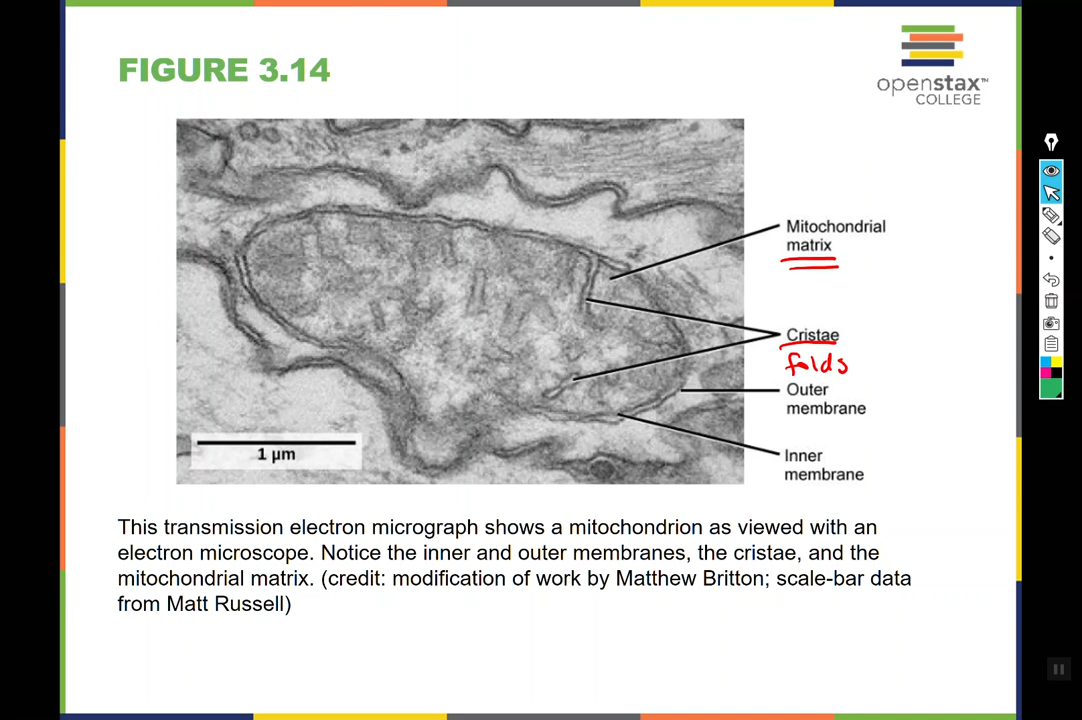 FIGURE 3.14
openstax™
COLLEGE
Mitochondrial
matrix
Cristae
folds
Outer
membrane
Inner
membrane
1 µm
This transmission electron micrograph shows a mitochondrion as viewed with an
electron microscope. Notice the inner and outer membranes, the cristae, and the
mitochondrial matrix. (credit: modification of work by Matthew Britton; scale-bar data
from Matt Russell)